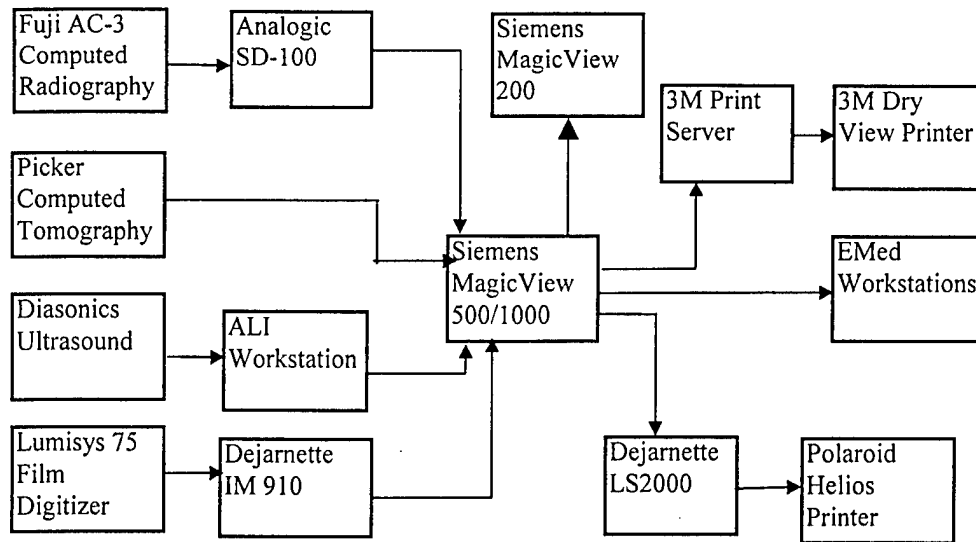 Fuji AC-3
Computed
Radiography
Analogic
SD-100
Siemens
MagicView
200
3M Print
Server
3M Dry
View Printer
Picker
Computed
Tomography
Siemens
MagicView
500/1000
EMed
Workstations
Diasonics
Ultrasound
ALI
Workstation
Lumisys 75
Film
Digitizer
Dejarnette
IM 910
Dejarnette
LS2000
Polaroid
Helios
Printer